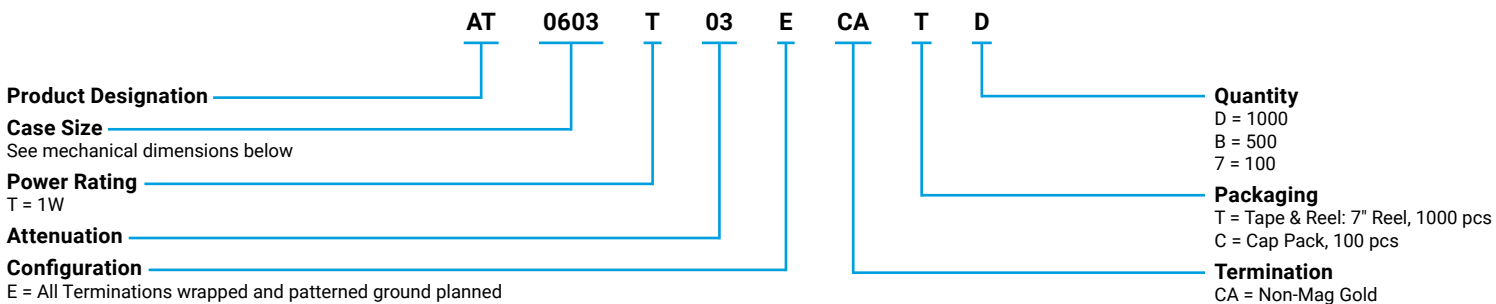 AT 0603 T 03 E CA T D
Product Designation
Case Size
See mechanical dimensions below
Power Rating
T = 1W
Attenuation
Configuration
E = All Terminations wrapped and patterned ground planned
Quantity
D = 1000
B = 500
7 = 100
Packaging
T = Tape & Reel: 7" Reel, 1000 pcs
C = Cap Pack, 100 pcs
Termination
CA = Non-Mag Gold